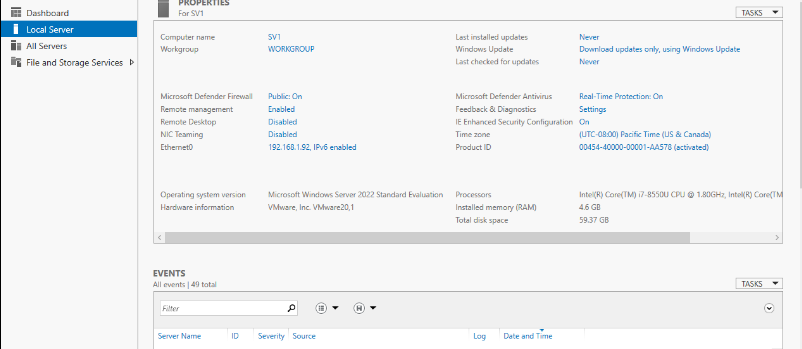 Dashboard
Local Server
All Servers
File and Storage Services
PROPERTIES
For SV1
TASKS
Computer name SV1
Workgroup WORKGROUP
Last installed updates Never
Windows Update Download updates only, using Windows Update
Last checked for updates Never
Microsoft Defender Firewall Public: On
Remote management Enabled
Remote Desktop Disabled
NIC Teaming Disabled
Ethernet0 192.168.1.92, IPv6 enabled
Microsoft Defender Antivirus Real-Time Protection: On
Feedback & Diagnostics Settings
IE Enhanced Security Configuration On
Time zone (UTC-08:00) Pacific Time (US & Canada)
Product ID 00454-40000-00001-AA578 (activated)
Operating system version Microsoft Windows Server 2022 Standard Evaluation
Hardware information VMware, Inc. VMware20,1
Processors Intel(R) Core(TM) i7-8550U CPU @ 1.80GHz, Intel(R) Core(TM
Installed memory (RAM) 4.6 GB
Total disk space 59.37 GB
EVENTS
All events | 49 total
TASKS
Filter
Server Name ID Severity Source Log Date and Time